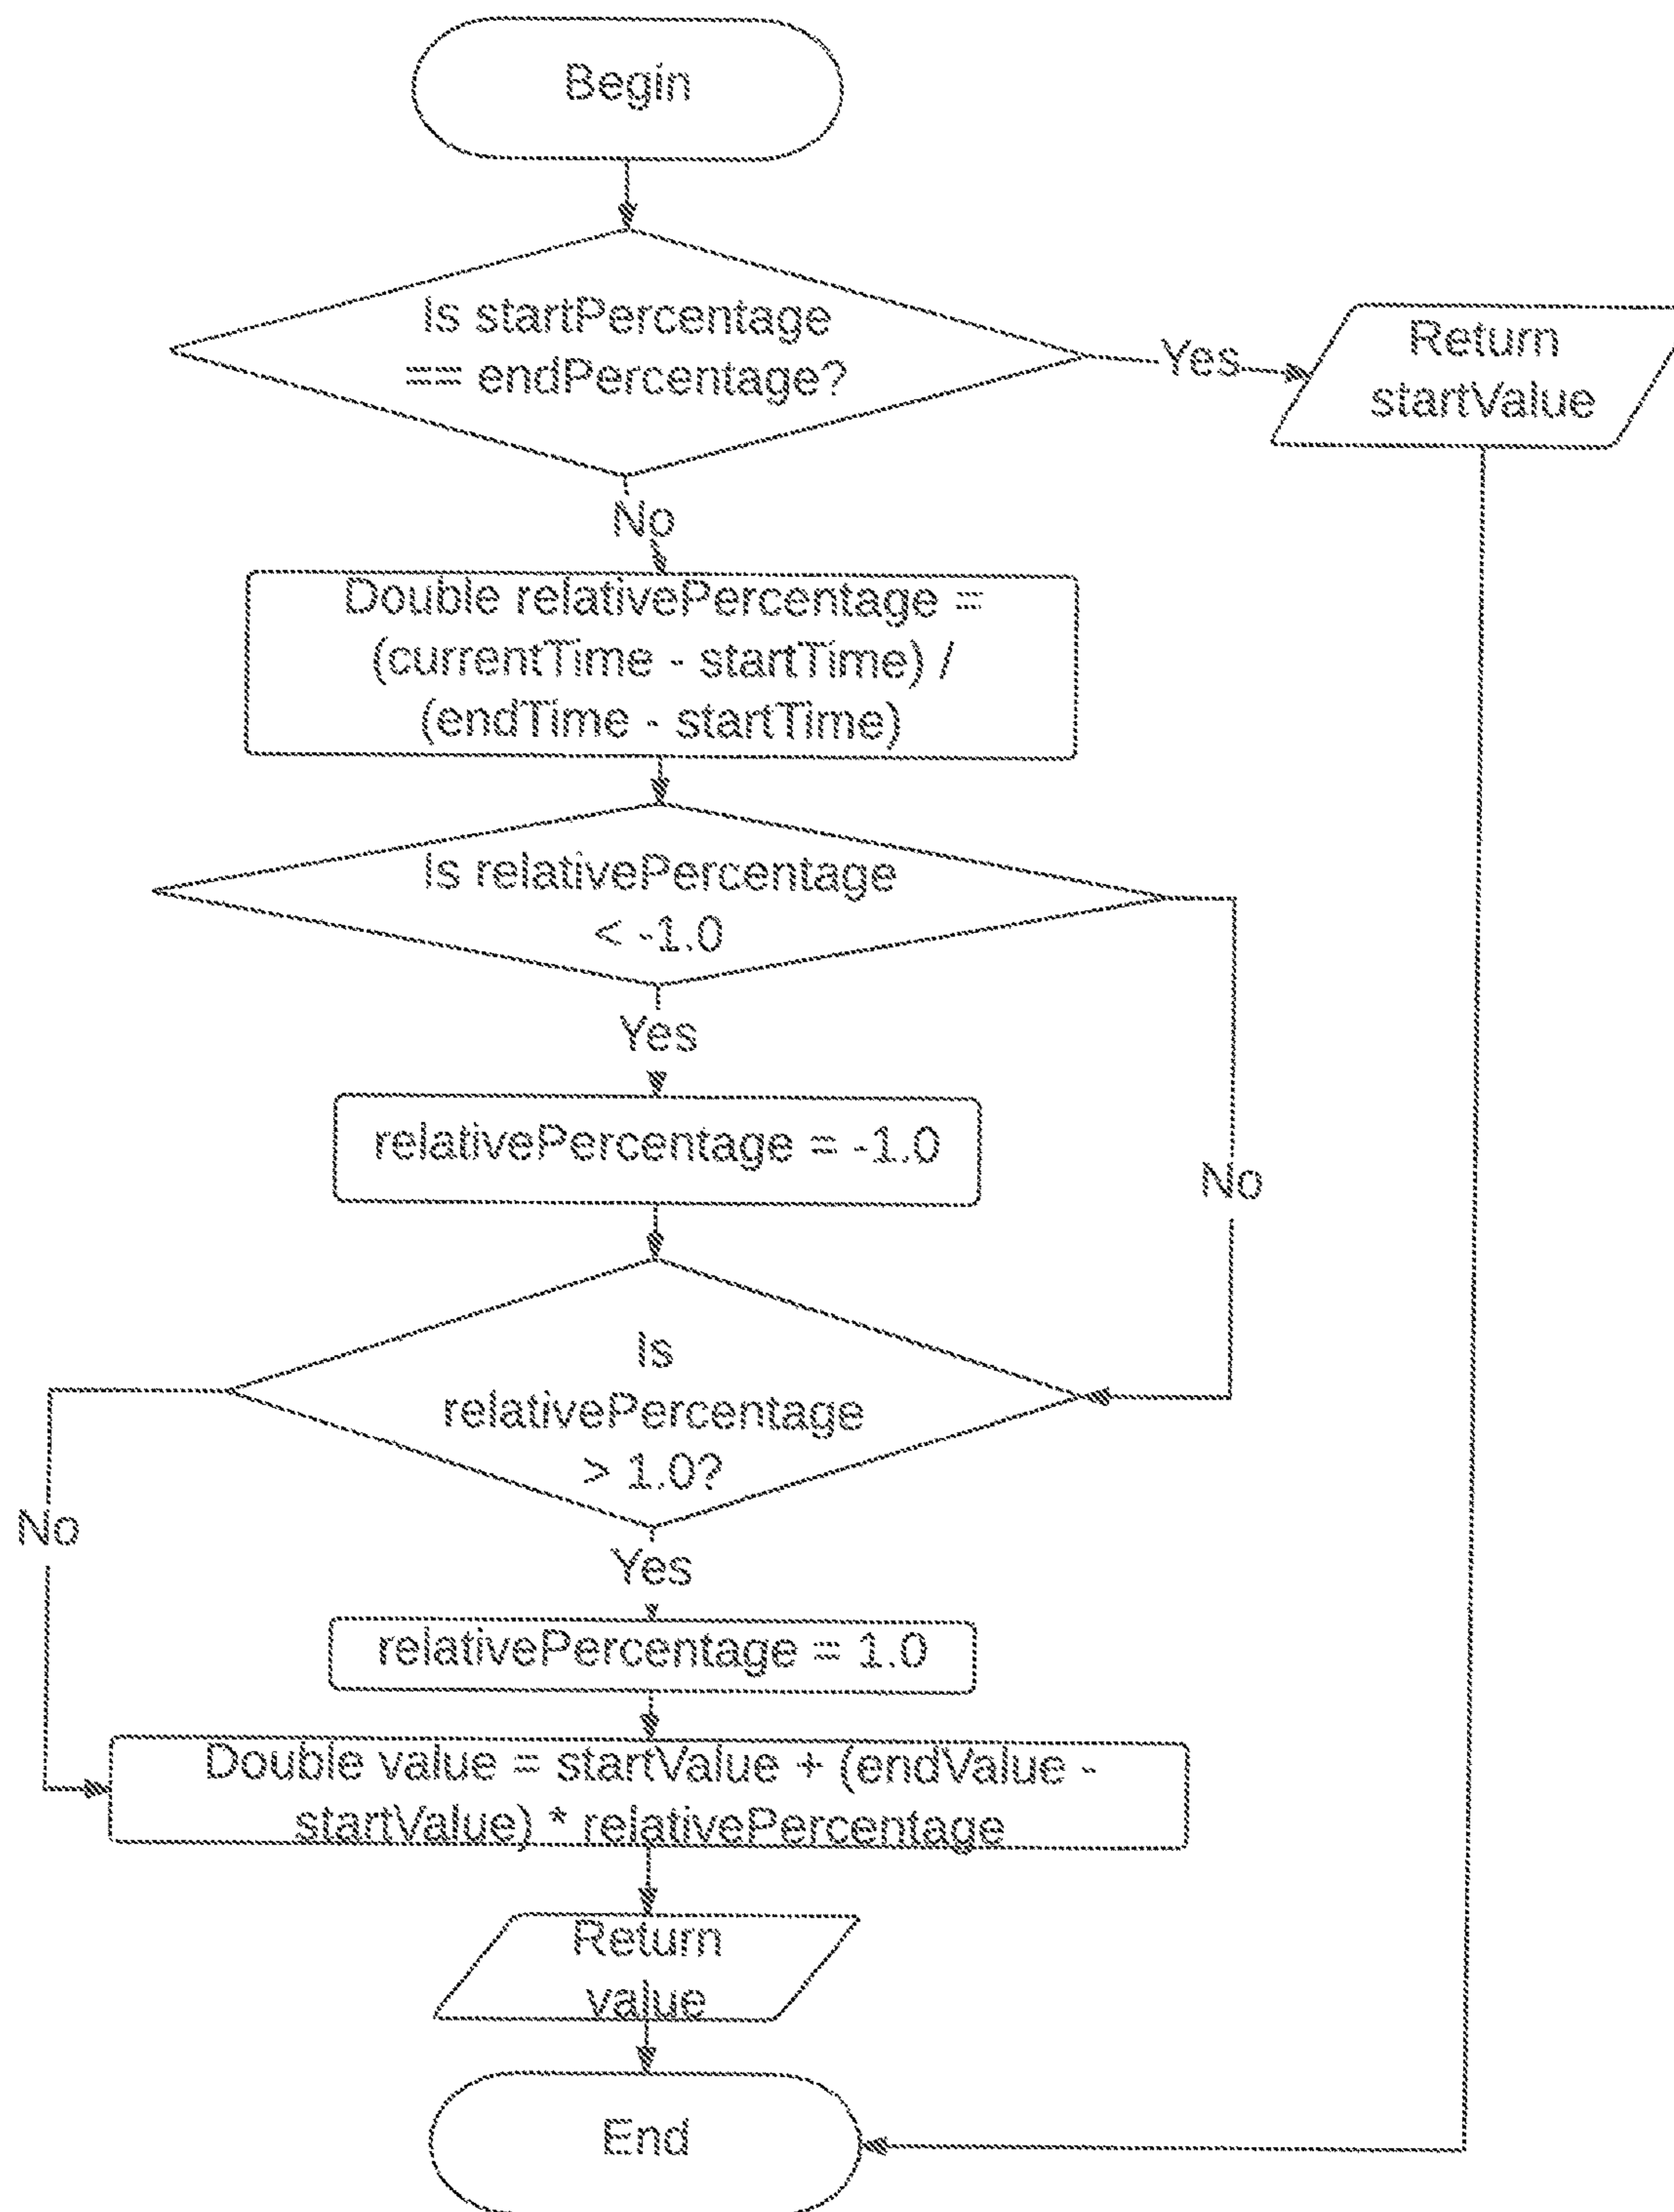 Begin
Is startPercentage
== endPercentage?
Yes
Return
startValue
No
Double relativePercentage =
(currentTime - startTime) /
(endTime - startTime)
Is relativePercentage
< -1.0
Yes
relativePercentage = -1.0
No
Is
relativePercentage
> 1.0?
No
Yes
relativePercentage = 1.0
Double value = startValue + (endValue -
startValue) * relativePercentage
Return
value
End